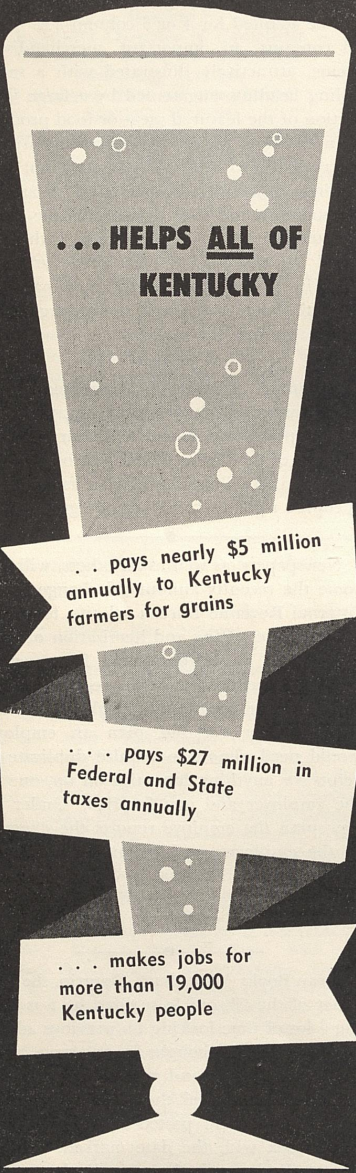 ...HELPS ALL OF
KENTUCKY
. . pays nearly $5 million
annually to Kentucky
farmers for grains
. . . pays $27 million in
Federal and State
taxes annually
. . . makes jobs for
more than 19,000
Kentucky people